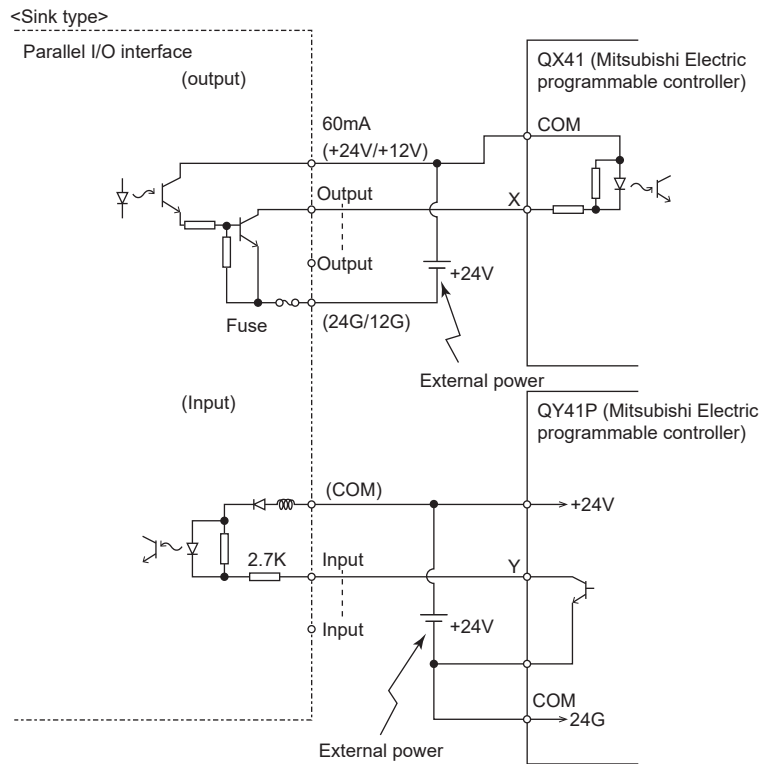 <Sink type>
Parallel I/O interface
(output)
QX41 (Mitsubishi Electric
programmable controller)
60mA
(+24V/+12V)
COM
Output
X
Output
+24V
Fuse
(24G/12G)
External power
(Input)
QY41P (Mitsubishi Electric
programmable controller)
(COM)
+24V
2.7K
Input
Y
Input
+24V
COM
24G
External power